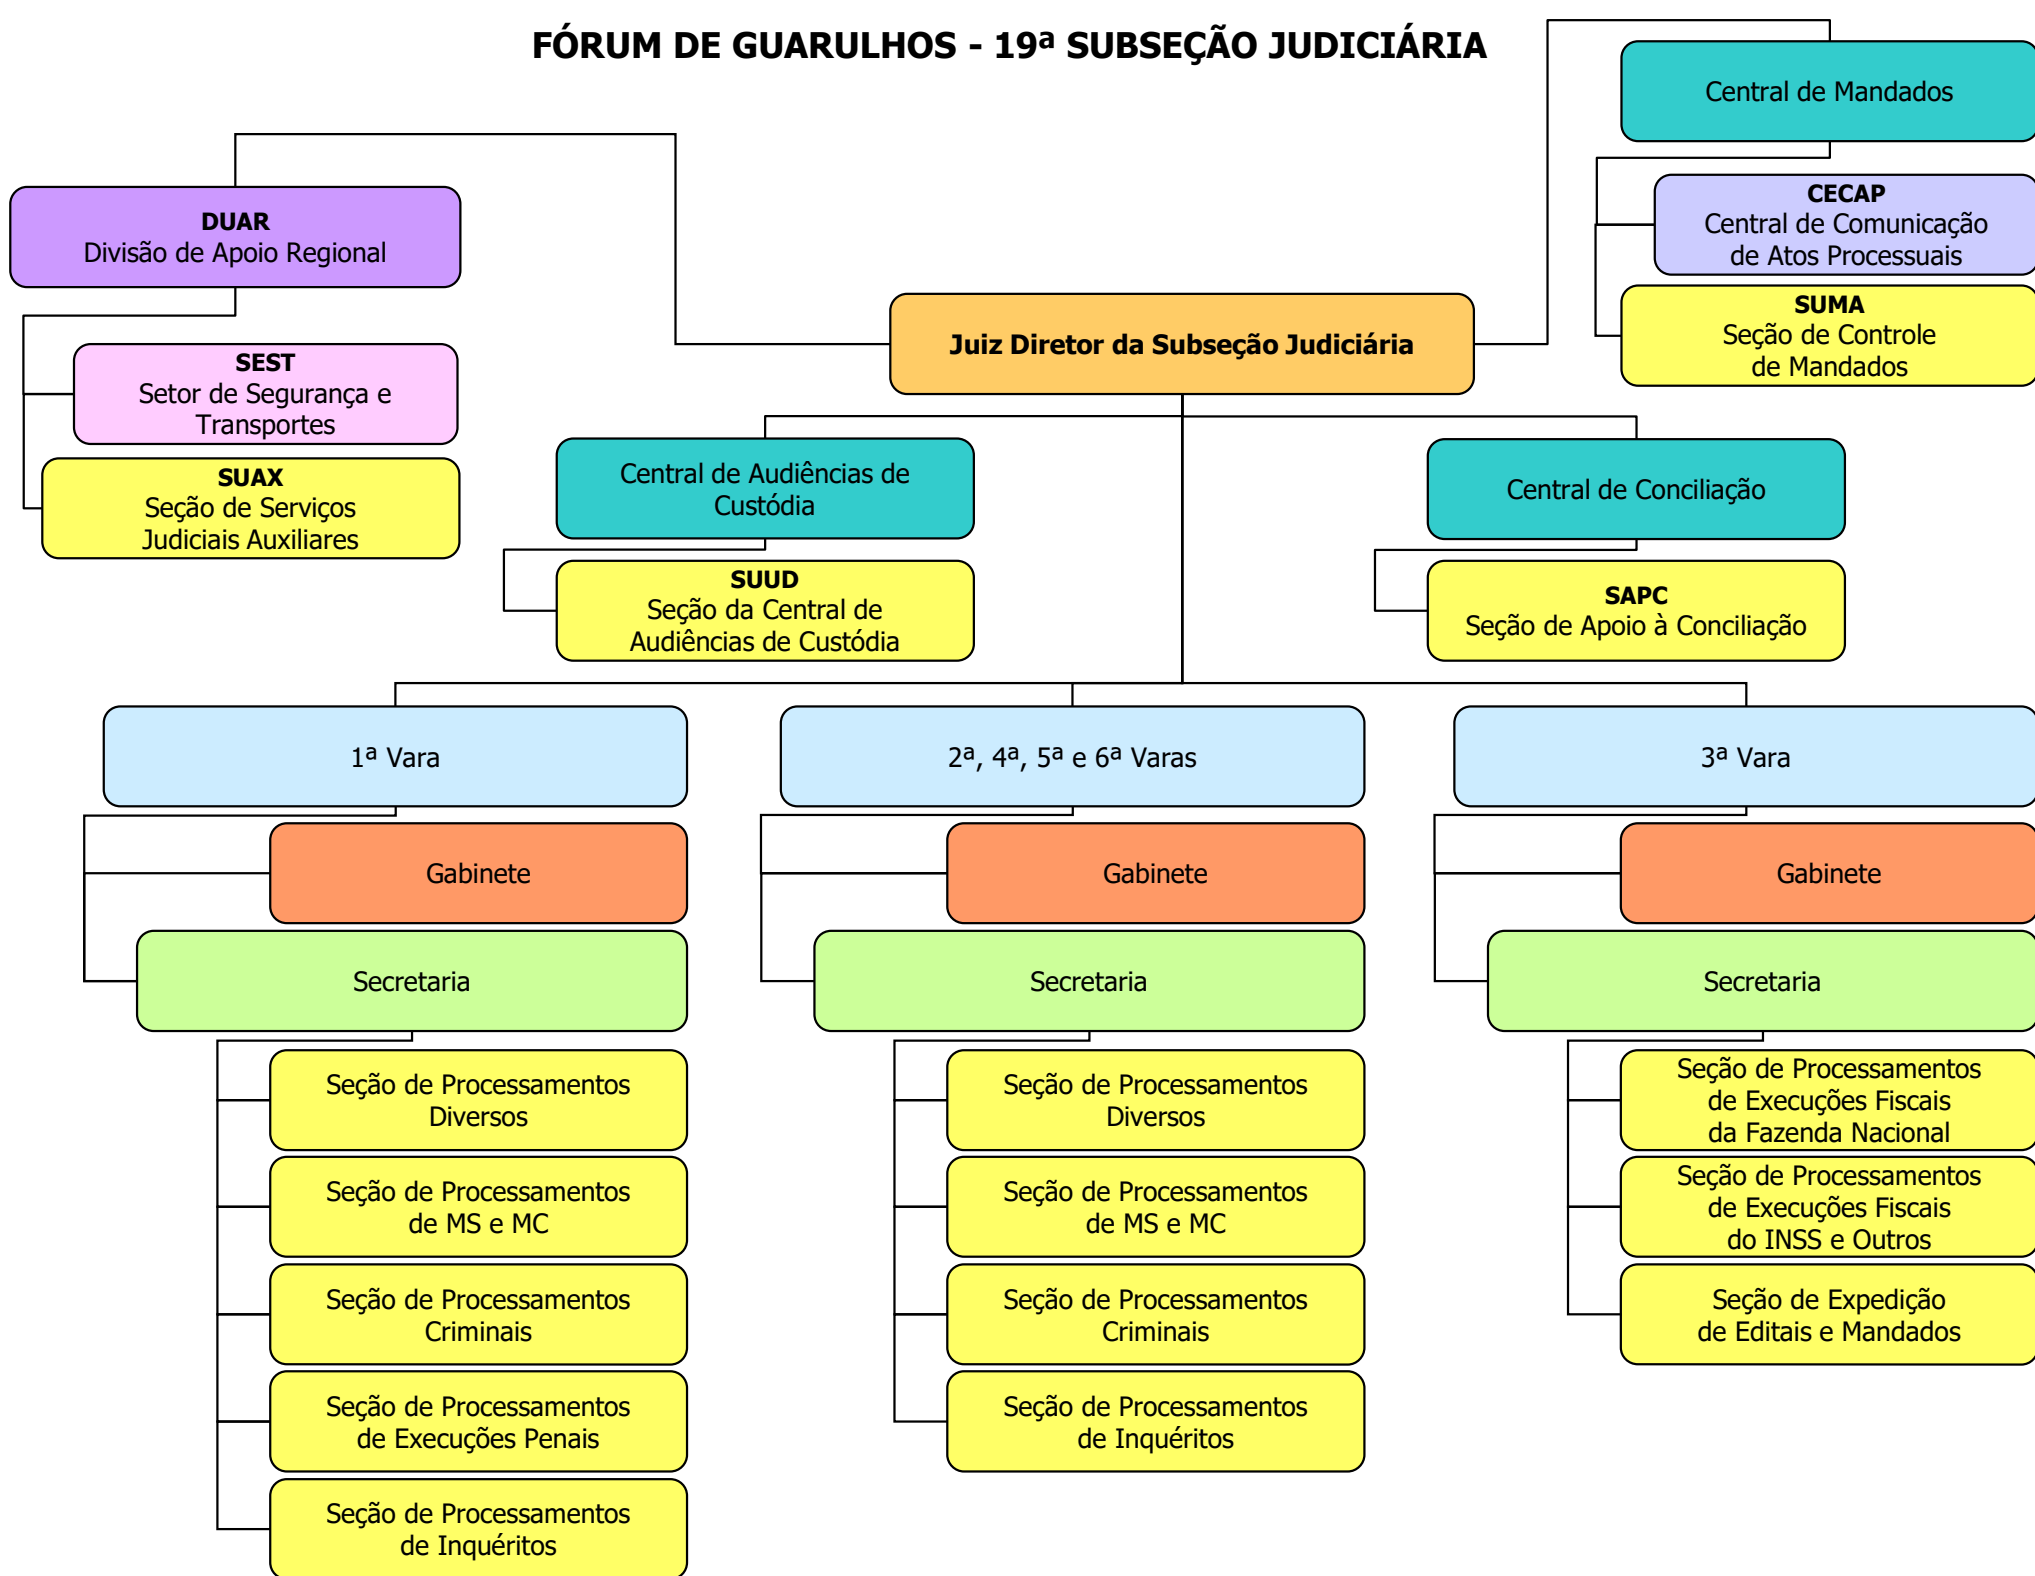 FÓRUM DE GUARULHOS - 19ª SUBSEÇÃO JUDICIÁRIA
Central de Mandados
CECAP
Central de Comunicação
de Atos Processuais
SUMA
Seção de Controle
de Mandados
DUAR
Divisão de Apoio Regional
SEST
Setor de Segurança e
Transportes
SUAX
Seção de Serviços
Judiciais Auxiliares
Juiz Diretor da Subseção Judiciária
Central de Audiências de
Custódia
SUUD
Seção da Central de
Audiências de Custódia
Central de Conciliação
SAPC
Seção de Apoio à Conciliação
1ª Vara
Gabinete
Secretaria
Seção de Processamentos
Diversos
Seção de Processamentos
de MS e MC
Seção de Processamentos
Criminais
Seção de Processamentos
de Execuções Penais
Seção de Processamentos
de Inquéritos
2ª, 4ª, 5ª e 6ª Varas
Gabinete
Secretaria
Seção de Processamentos
Diversos
Seção de Processamentos
de MS e MC
Seção de Processamentos
Criminais
Seção de Processamentos
de Inquéritos
3ª Vara
Gabinete
Secretaria
Seção de Processamentos
de Execuções Fiscais
da Fazenda Nacional
Seção de Processamentos
de Execuções Fiscais
do INSS e Outros
Seção de Expedição
de Editais e Mandados